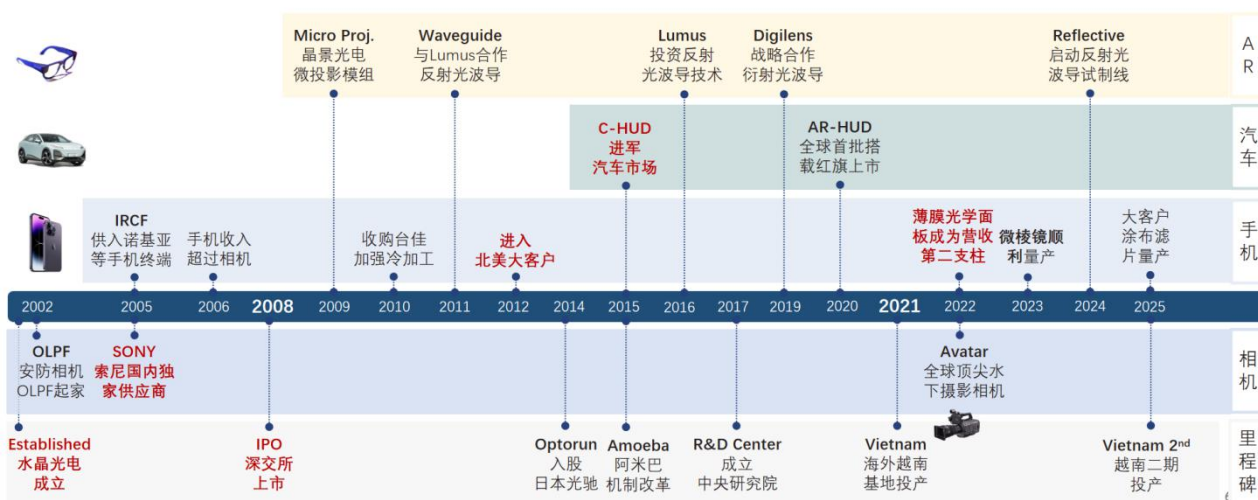 Micro Proj.
晶景光电
微投影模组
Waveguide
与Lumus合作
反射光波导
Lumus
投资反射
光波导技术
Digilens
战略合作
衍射光波导
Reflective
启动反射光
波导试制线
A
R
C-HUD
进军
汽车市场
AR-HUD
全球首批搭
载红旗上市
汽
车
IRCF
供入诺基亚
等手机终端
手机收入
超过相机
收购台佳
加强冷加工
进入
北美大客户
薄膜光学面
板成为营收
第二支柱
微棱镜顺
利量产
大客户
涂布滤
片量产
手
机
2002 2005 2006 2008 2009 2010 2011 2012 2014 2015 2016 2017 2019 2020 2021 2022 2023 2024 2025
OLPF
安防相机
OLPF起家
SONY
索尼国内独
家供应商
Avatar
全球顶尖水
下摄影相机
相
机
Established
水晶光电
成立
IPO
深交所
上市
Optorun
入股
日本光驰
Amoeba
阿米巴
机制改革
R&D Center
成立
中央研究院
Vietnam
海外越南
基地投产
Vietnam 2nd
越南二期
投产
里
程
碑